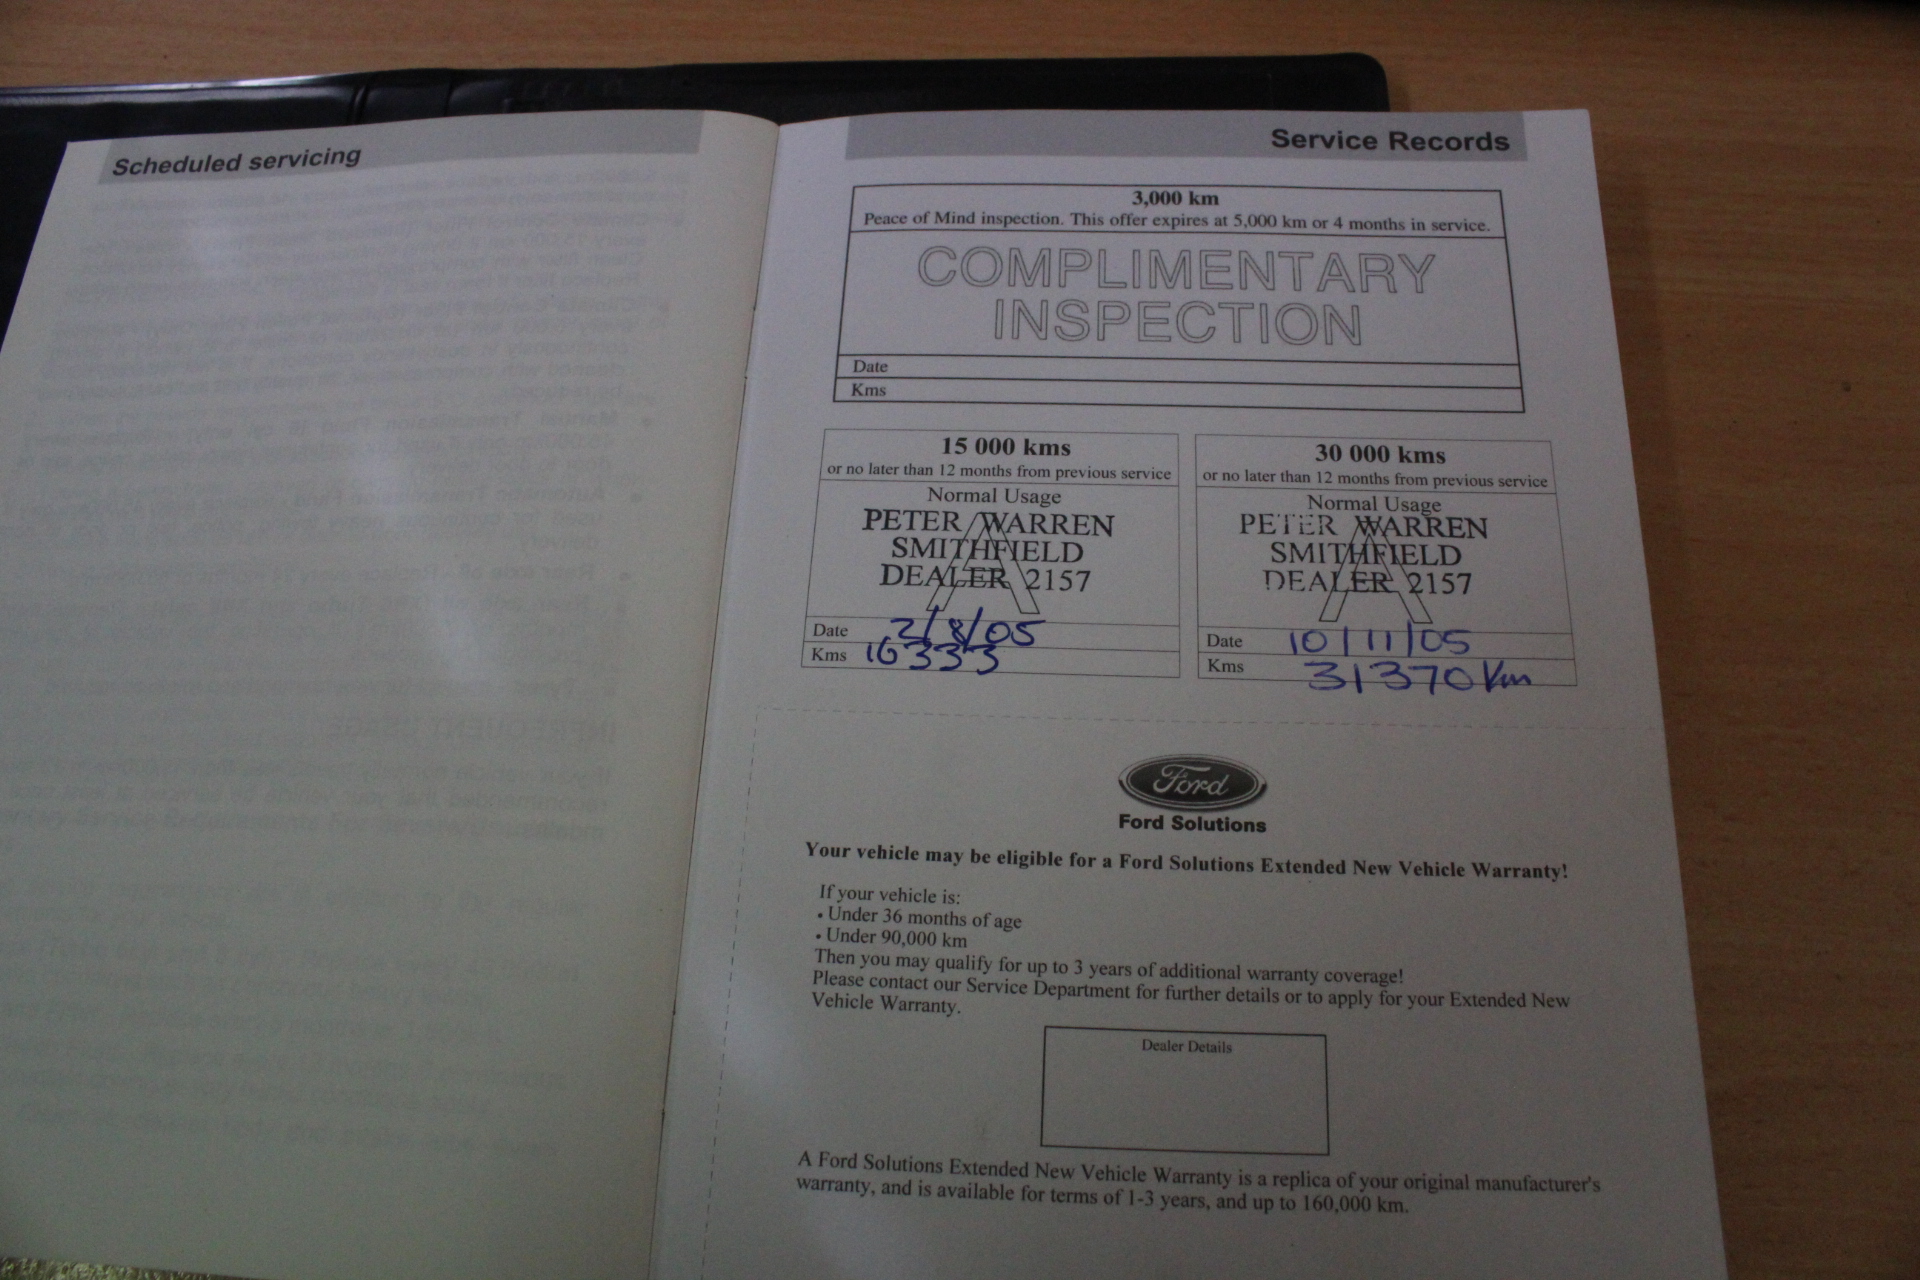 Scheduled servicing
Service Records
3,000 km
Peace of Mind inspection. This offer expires at 5,000 km or 4 months in service.
COMPLIMENTARY
INSPECTION
Date
Kms
15 000 kms
or no later than 12 months from previous service
Normal Usage
PETER WARREN
SMITHFIELD
DEALER 2157
Date 2/8/05
Kms 16333
30 000 kms
or no later than 12 months from previous service
Normal Usage
PETER WARREN
SMITHFIELD
DEALER 2157
Date 10/11/05
Kms 31370 Km
Ford
Ford Solutions
Your vehicle may be eligible for a Ford Solutions Extended New Vehicle Warranty!
If your vehicle is:
• Under 36 months of age
• Under 90,000 km
Then you may qualify for up to 3 years of additional warranty coverage!
Please contact our Service Department for further details or to apply for your Extended New
Vehicle Warranty.
Dealer Details
A Ford Solutions Extended New Vehicle Warranty is a replica of your original manufacturer's
warranty, and is available for terms of 1-3 years, and up to 160,000 km.